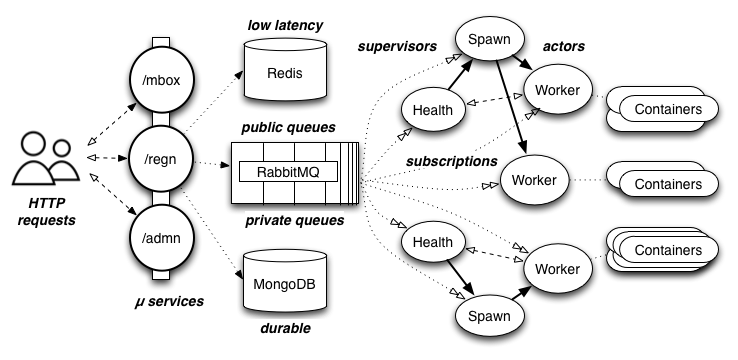 HTTP
requests
/mbox
/regn
/admn
µ services
low latency
Redis
public queues
RabbitMQ
private queues
MongoDB
durable
supervisors
actors
Spawn
Health
Worker
Containers
subscriptions
Worker
Containers
Health
Worker
Containers
Spawn